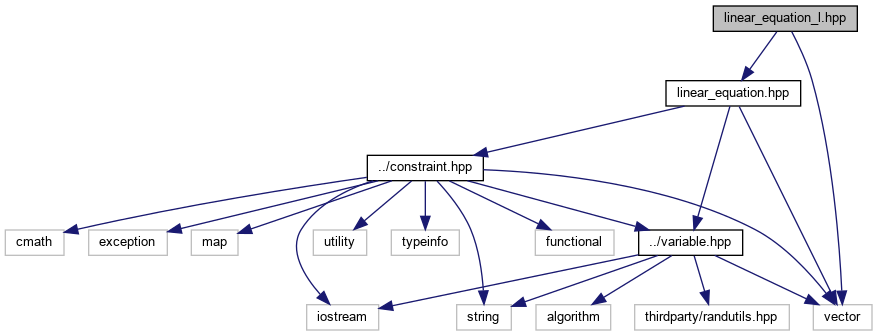 linear_equation_l.hpp
linear_equation.hpp
../constraint.hpp
cmath
exception
map
utility
typeinfo
functional
../variable.hpp
iostream
string
algorithm
thirdparty/randutils.hpp
vector